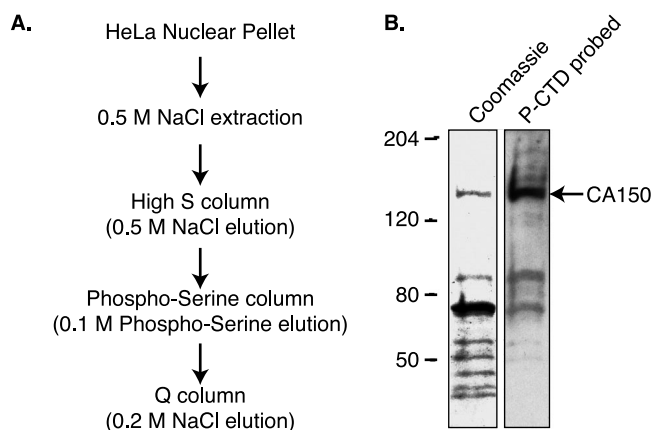 A.
HeLa Nuclear Pellet
0.5 M NaCl extraction
High S column
(0.5 M NaCl elution)
Phospho-Serine column
(0.1 M Phospho-Serine elution)
Q column
(0.2 M NaCl elution)
B.
Coomassie
P-CTD probed
204
120
80
50
CA150